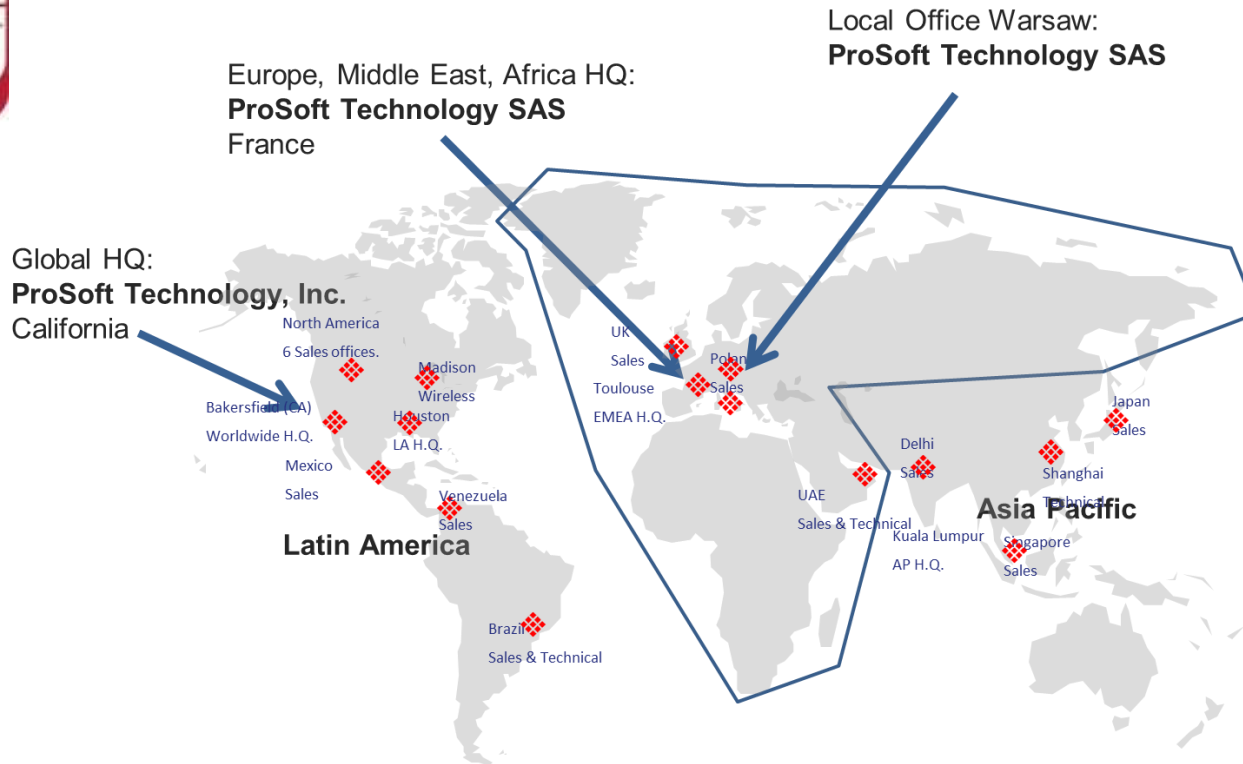 Local Office Warsaw:
ProSoft Technology SAS
Europe, Middle East, Africa HQ:
ProSoft Technology SAS
France
Global HQ:
ProSoft Technology, Inc.
California
North America
6 Sales offices.
Madison
Wireless
Bakersfield (CA)
Worldwide H.Q.
Houston
LA H.Q.
Mexico
Sales
Venezuela
Sales
Latin America
Brazil
Sales & Technical
UK
Sales
Toulouse
EMEA H.Q.
Polan
Sales
UAE
Sales & Technical
Delhi
Sales
Japan
Sales
Shanghai
Technical
Asia Pacific
Kuala Lumpur
AP H.Q.
Singapore
Sales